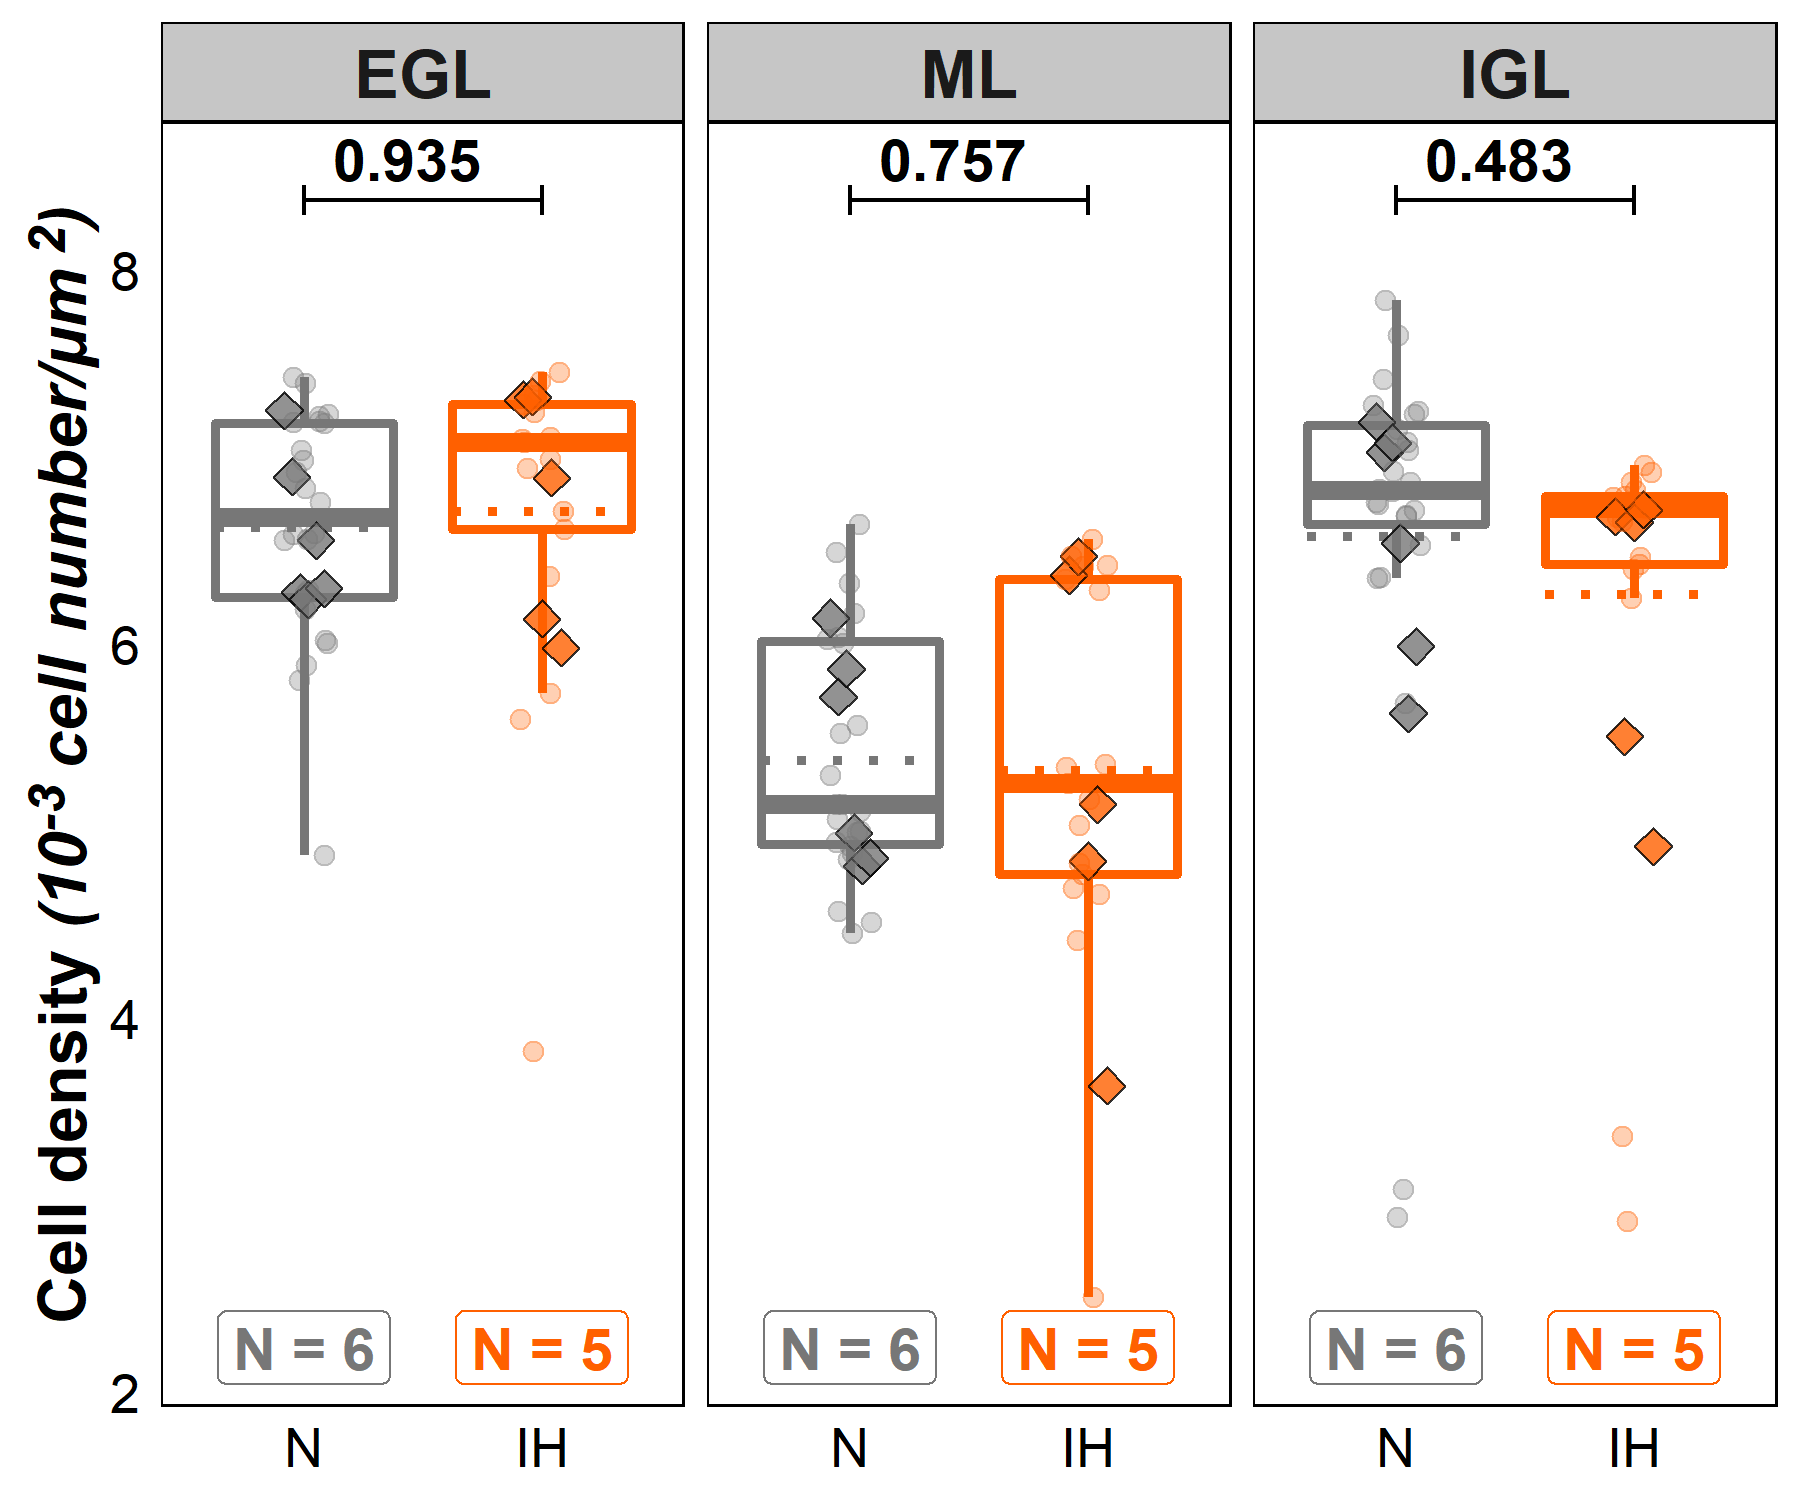 EGL ML IGL
0.935 0.757 0.483
Cell density (10⁻³ cell number/µm ²)
8
6
4
2
N = 6 N = 5 N = 6 N = 5 N = 6 N = 5
N IH N IH N IH